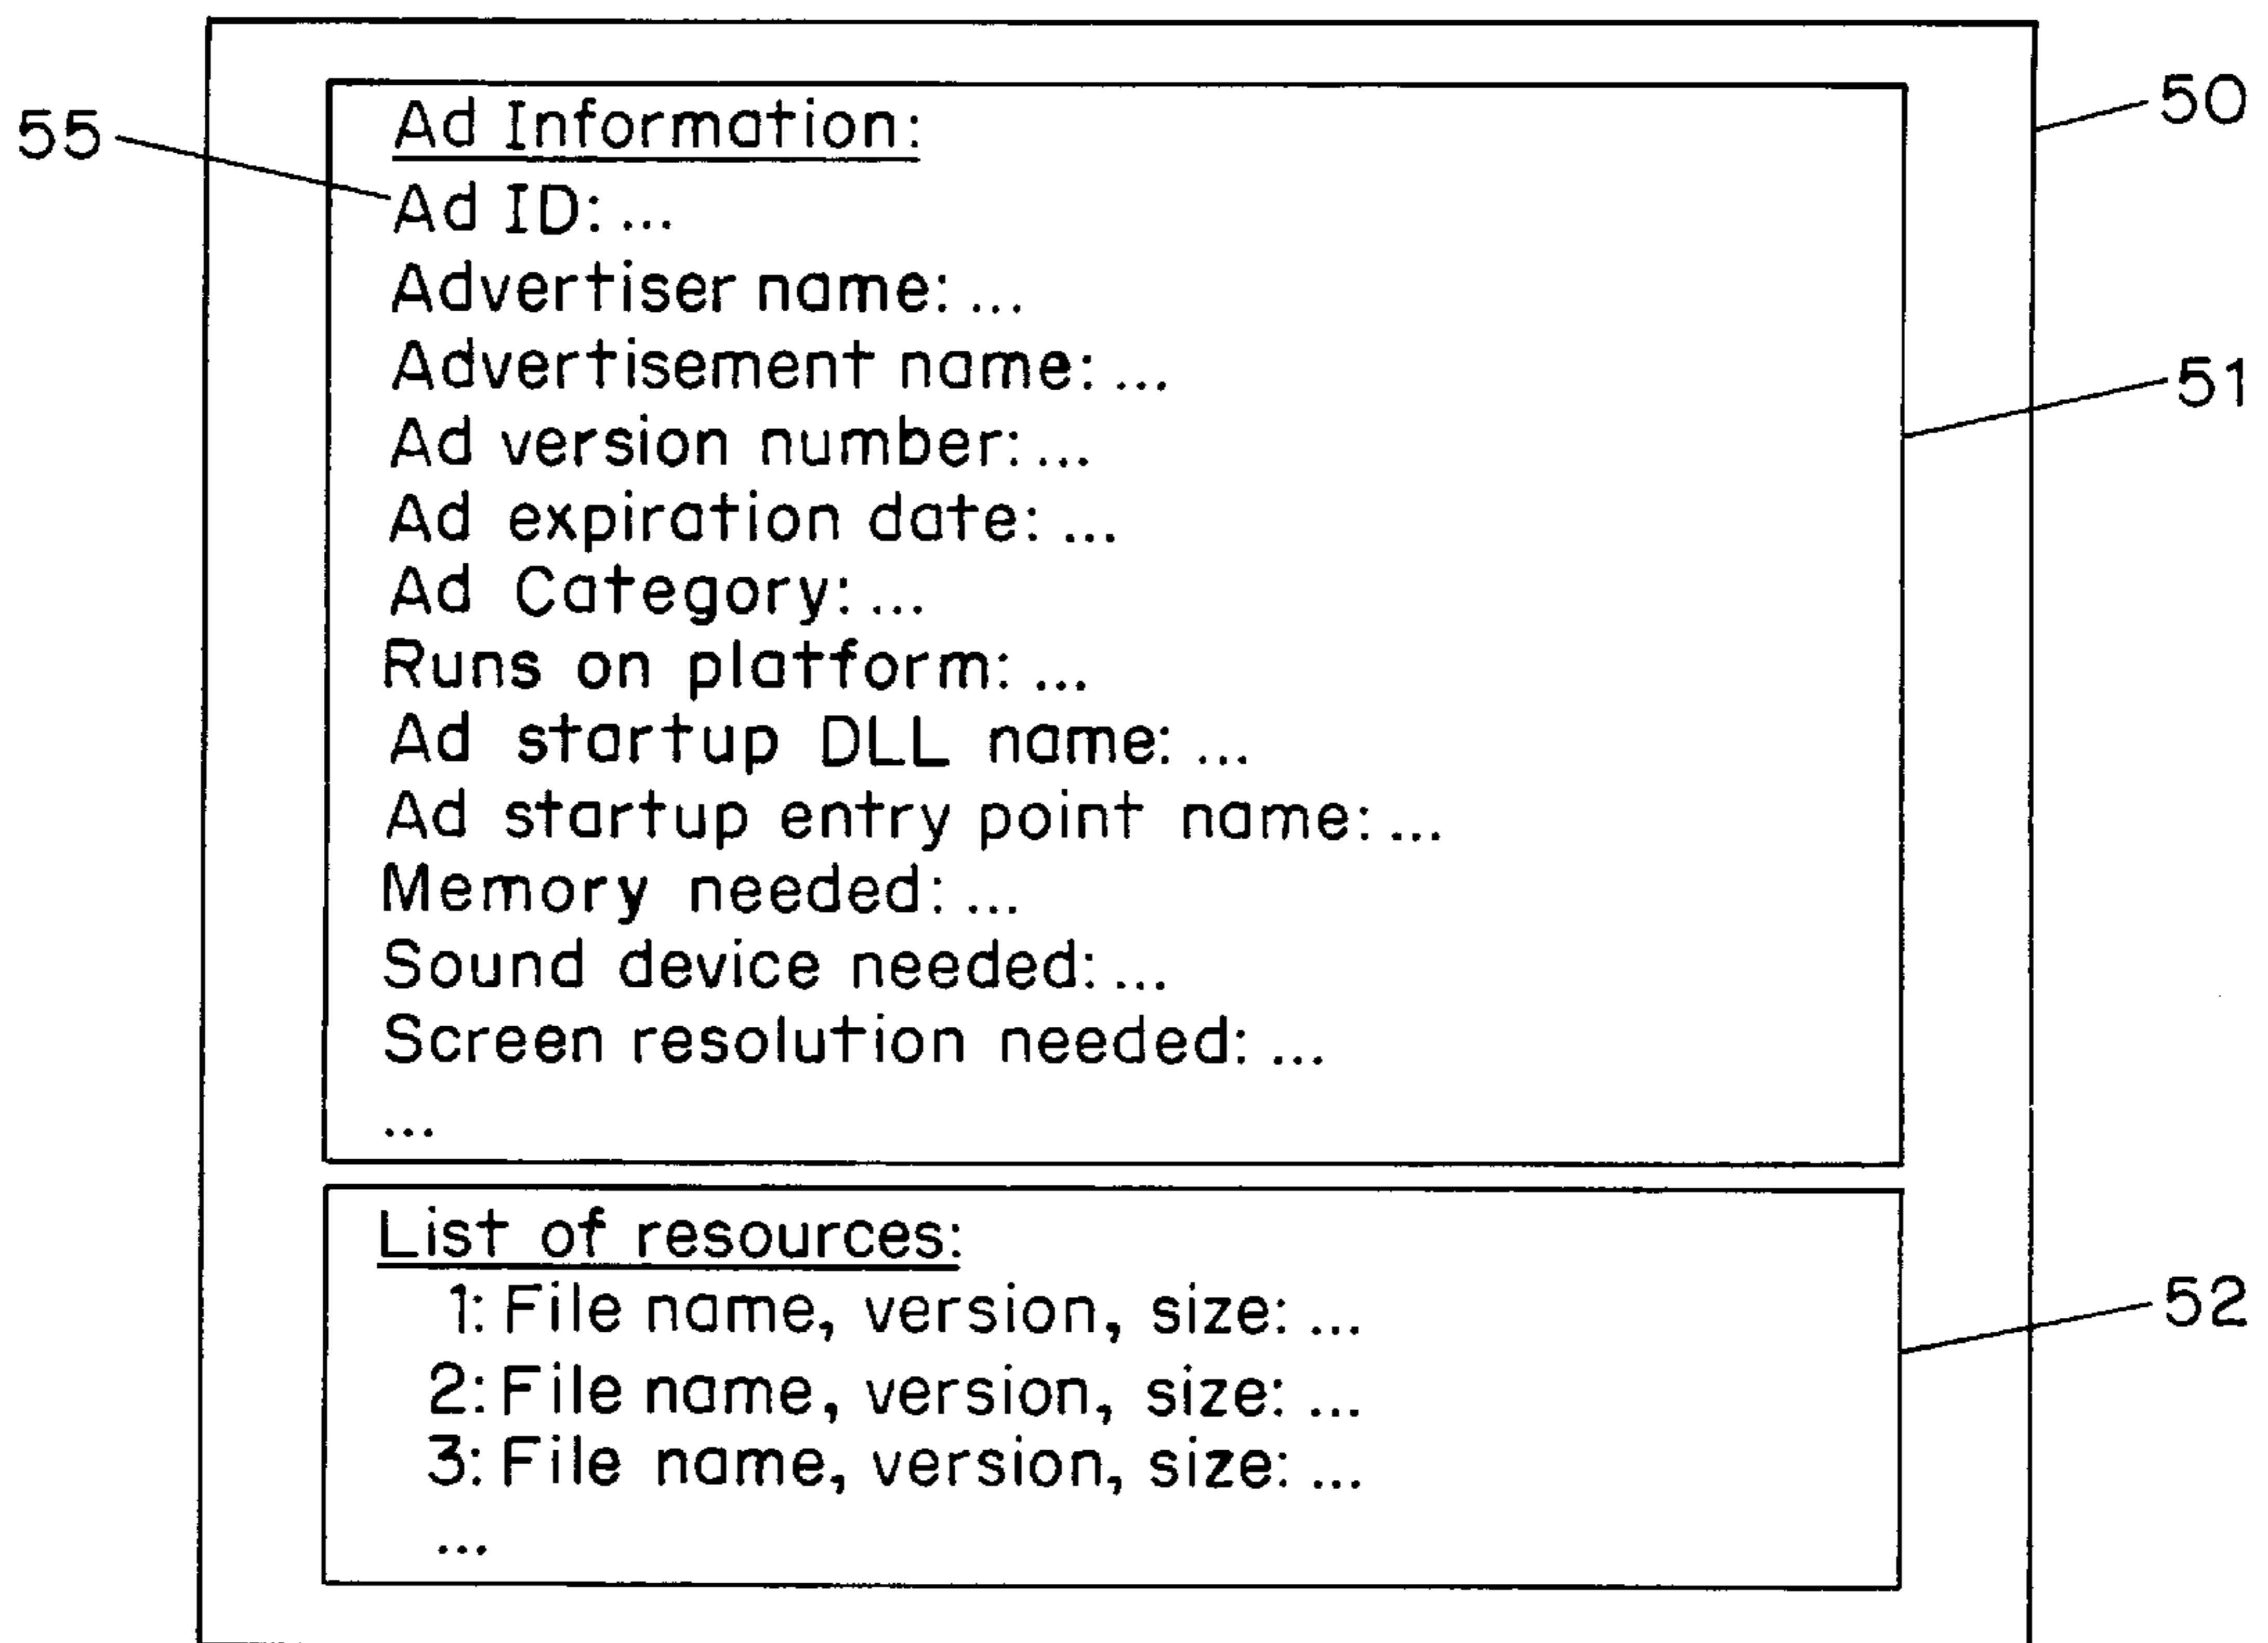 50
55
Ad Information:
Ad ID: ...
Advertiser name: ...
Advertisement name: ...
51
Ad version number: ...
Ad expiration date: ...
Ad Category: ...
Runs on platform: ...
Ad startup DLL name: ...
Ad startup entry point name: ...
Memory needed: ...
Sound device needed: ...
Screen resolution needed: ...
...
List of resources:
52
1: File name, version, size: ...
2: File name, version, size: ...
3: File name, version, size: ...
...